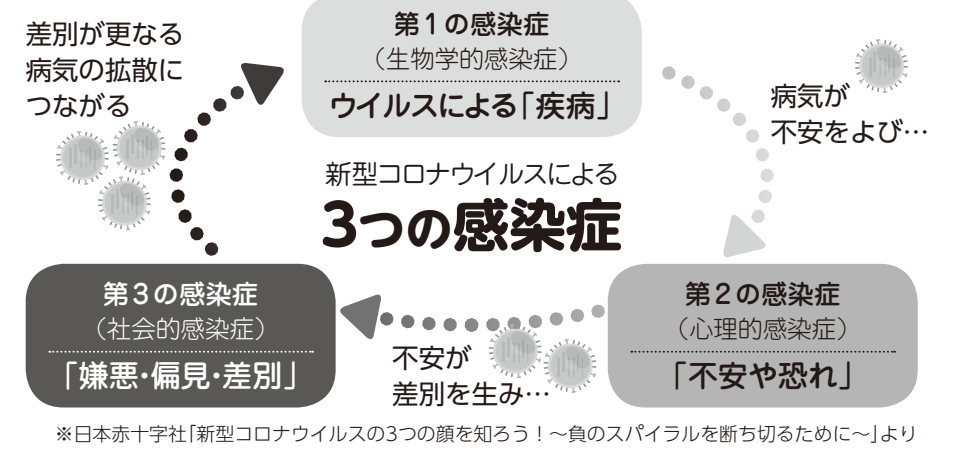 差別が更なる
病気の拡散に
つながる
第1の感染症
（生物学的感染症）
ウイルスによる「疾病」
病気が
不安をよび…
新型コロナウイルスによる
3つの感染症
第2の感染症
（心理的感染症）
「不安や恐れ」
不安が
差別を生み…
第3の感染症
（社会的感染症）
「嫌悪・偏見・差別」
※日本赤十字社「新型コロナウイルスの3つの顔を知ろう！～負のスパイラルを断ち切るために～」より